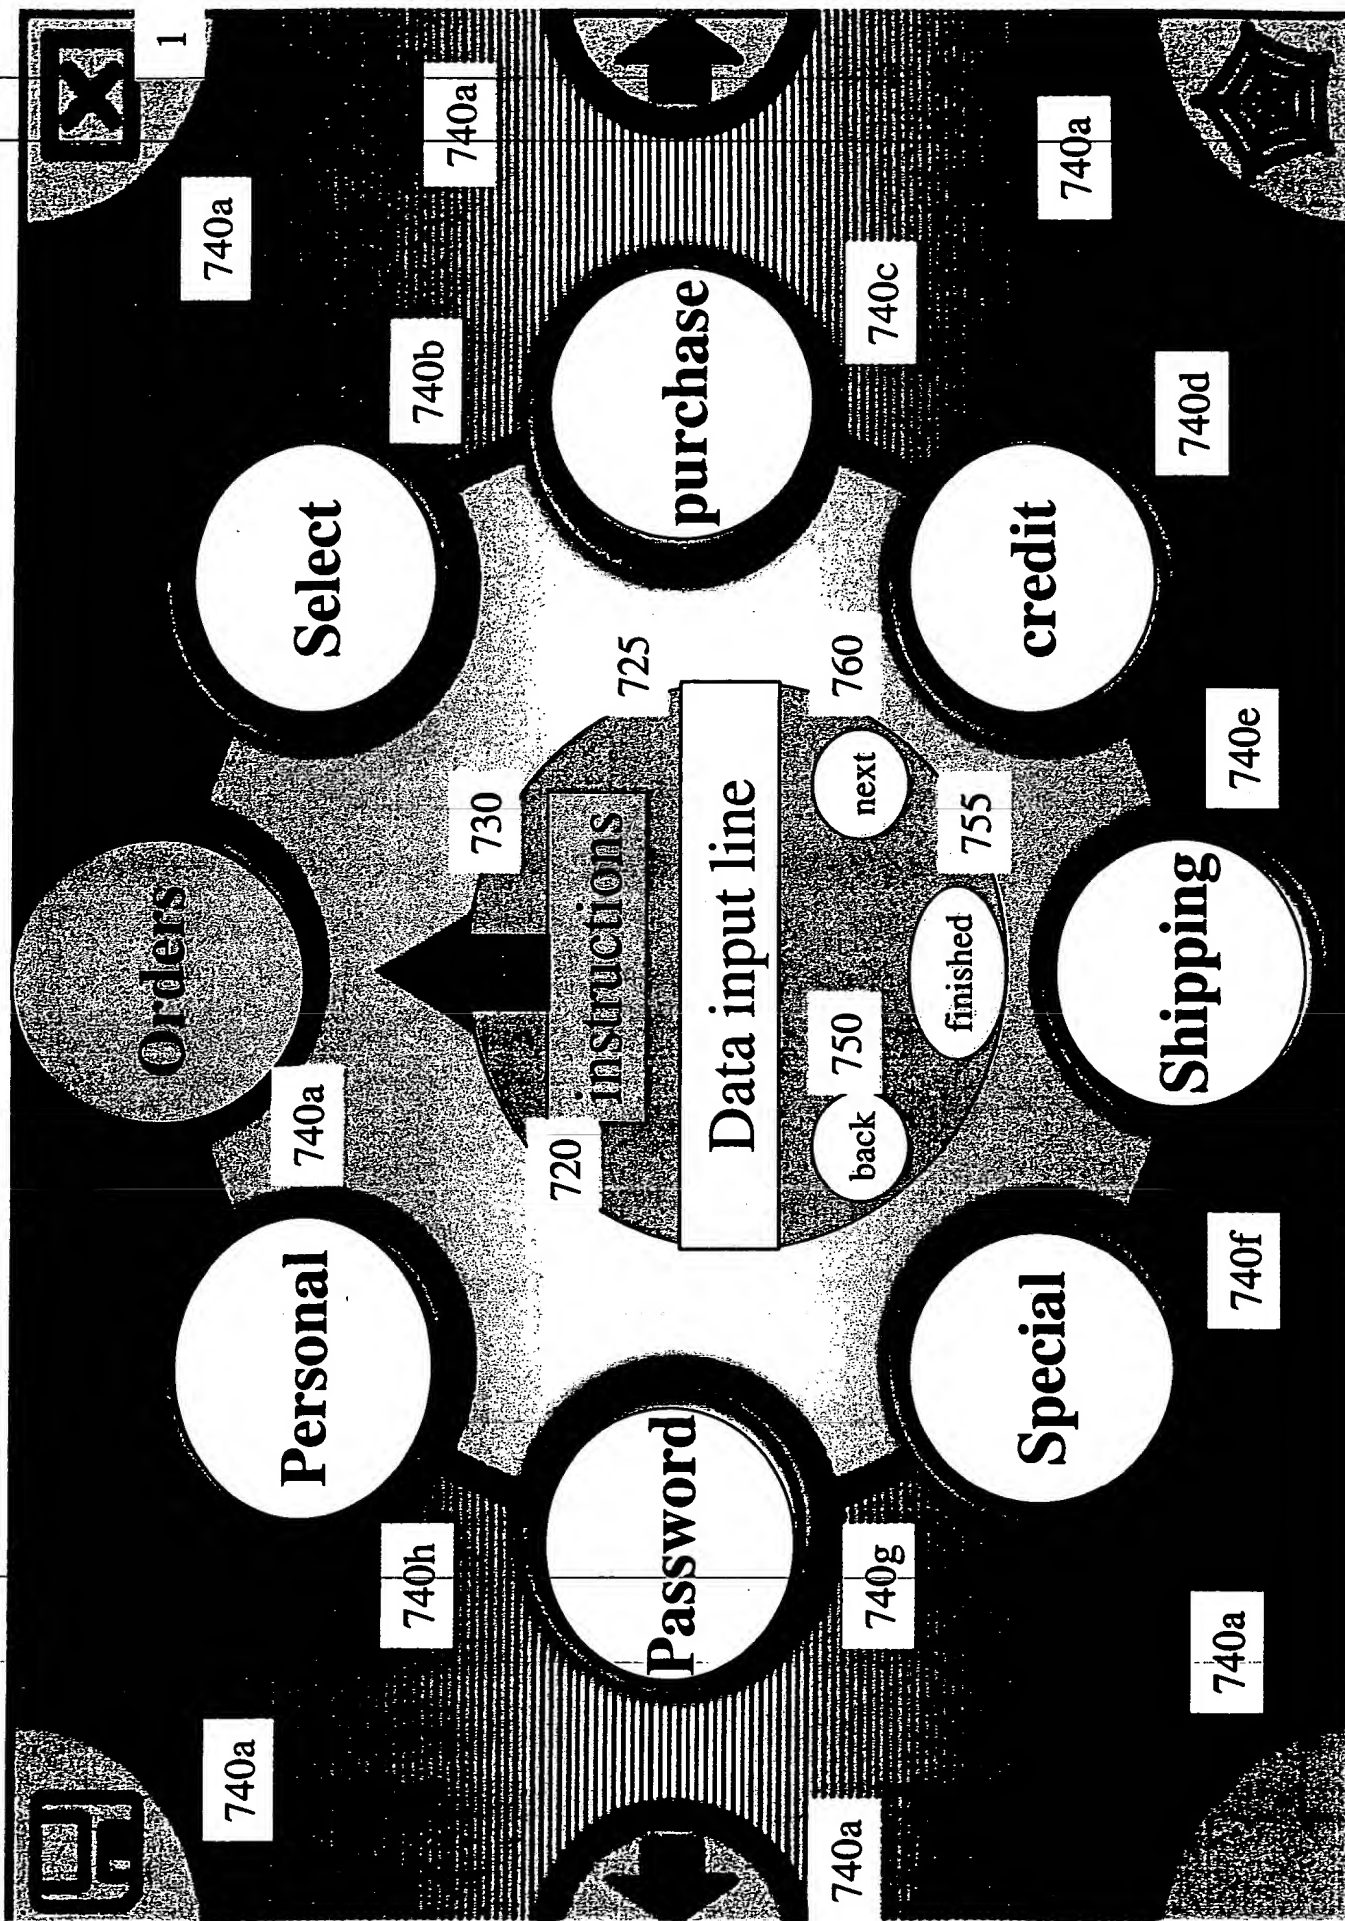 1
Orders
740a
740a
Personal
740a
Select
740h
740b
740a
730
720
instructions
725
Password
purchase
Data input line
740a
750
760
back
next
740g
740c
finished
755
Special
credit
740a
Shipping
740d
740a
740f
740e